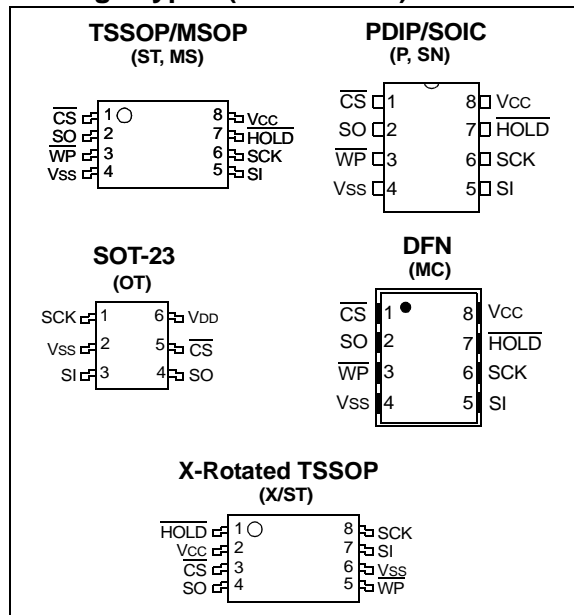 TSSOP/MSOP
(ST, MS)
CS 1 8 VCC
SO 2 7 HOLD
WP 3 6 SCK
VSS 4 5 SI
PDIP/SOIC
(P, SN)
CS 1 8 VCC
SO 2 7 HOLD
WP 3 6 SCK
VSS 4 5 SI
SOT-23
(OT)
SCK 1 6 VDD
VSS 2 5 CS
SI 3 4 SO
DFN
(MC)
CS 1 8 VCC
SO 2 7 HOLD
WP 3 6 SCK
VSS 4 5 SI
X-Rotated TSSOP
(X/ST)
HOLD 1 8 SCK
VCC 2 7 SI
CS 3 6 VSS
SO 4 5 WP